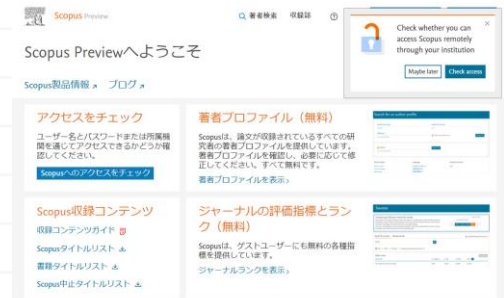 Scopus Preview
著者検索 収録誌
Check whether you can
access Scopus remotely
through your institution
Maybe later Check access
Scopus Previewへようこそ
Scopus製品情報 ブログ
アクセスをチェック
ユーザー名とパスワードまたは所属機
関を通じてアクセスできるかどうか確
認してください。
Scopusへのアクセスをチェック
著者プロファイル（無料）
Scopusは、論文が収録されているすべての研
究者の著者プロファイルを提供しています。
著者プロファイルを確認し、必要に応じて修
正してください。すべて無料です。
著者プロファイルを表示›
Scopus収録コンテンツ
収録コンテンツガイド
Scopusタイトルリスト
書籍タイトルリスト
Scopus中止タイトルリスト
ジャーナルの評価指標とラン
ク（無料）
Scopusは、ゲストユーザーにも無料の各種指
標を提供しています。
ジャーナルランクを表示›